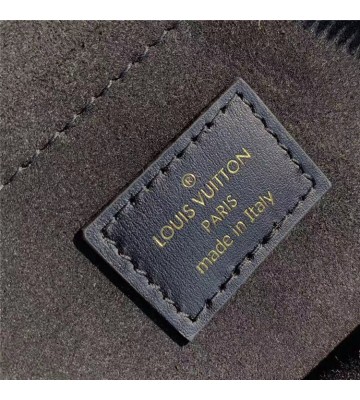 ®
LOUIS VUITTON
PARIS
made in Italy